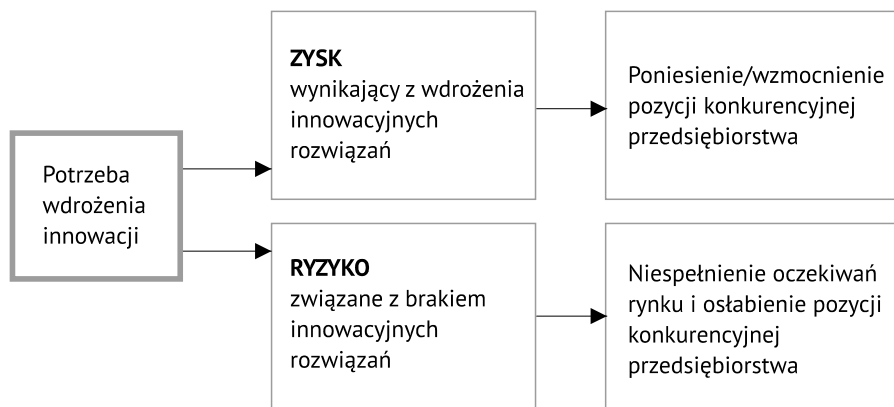 Potrzeba
wdrożenia
innowacji
ZYSK
wynikający z wdrożenia
innowacyjnych
rozwiązań
Poniesienie/wzmocnienie
pozycji konkurencyjnej
przedsiębiorstwa
RYZYKO
związane z brakiem
innowacyjnych
rozwiązań
Niespełnienie oczekiwań
rynku i osłabienie pozycji
konkurencyjnej
przedsiębiorstwa